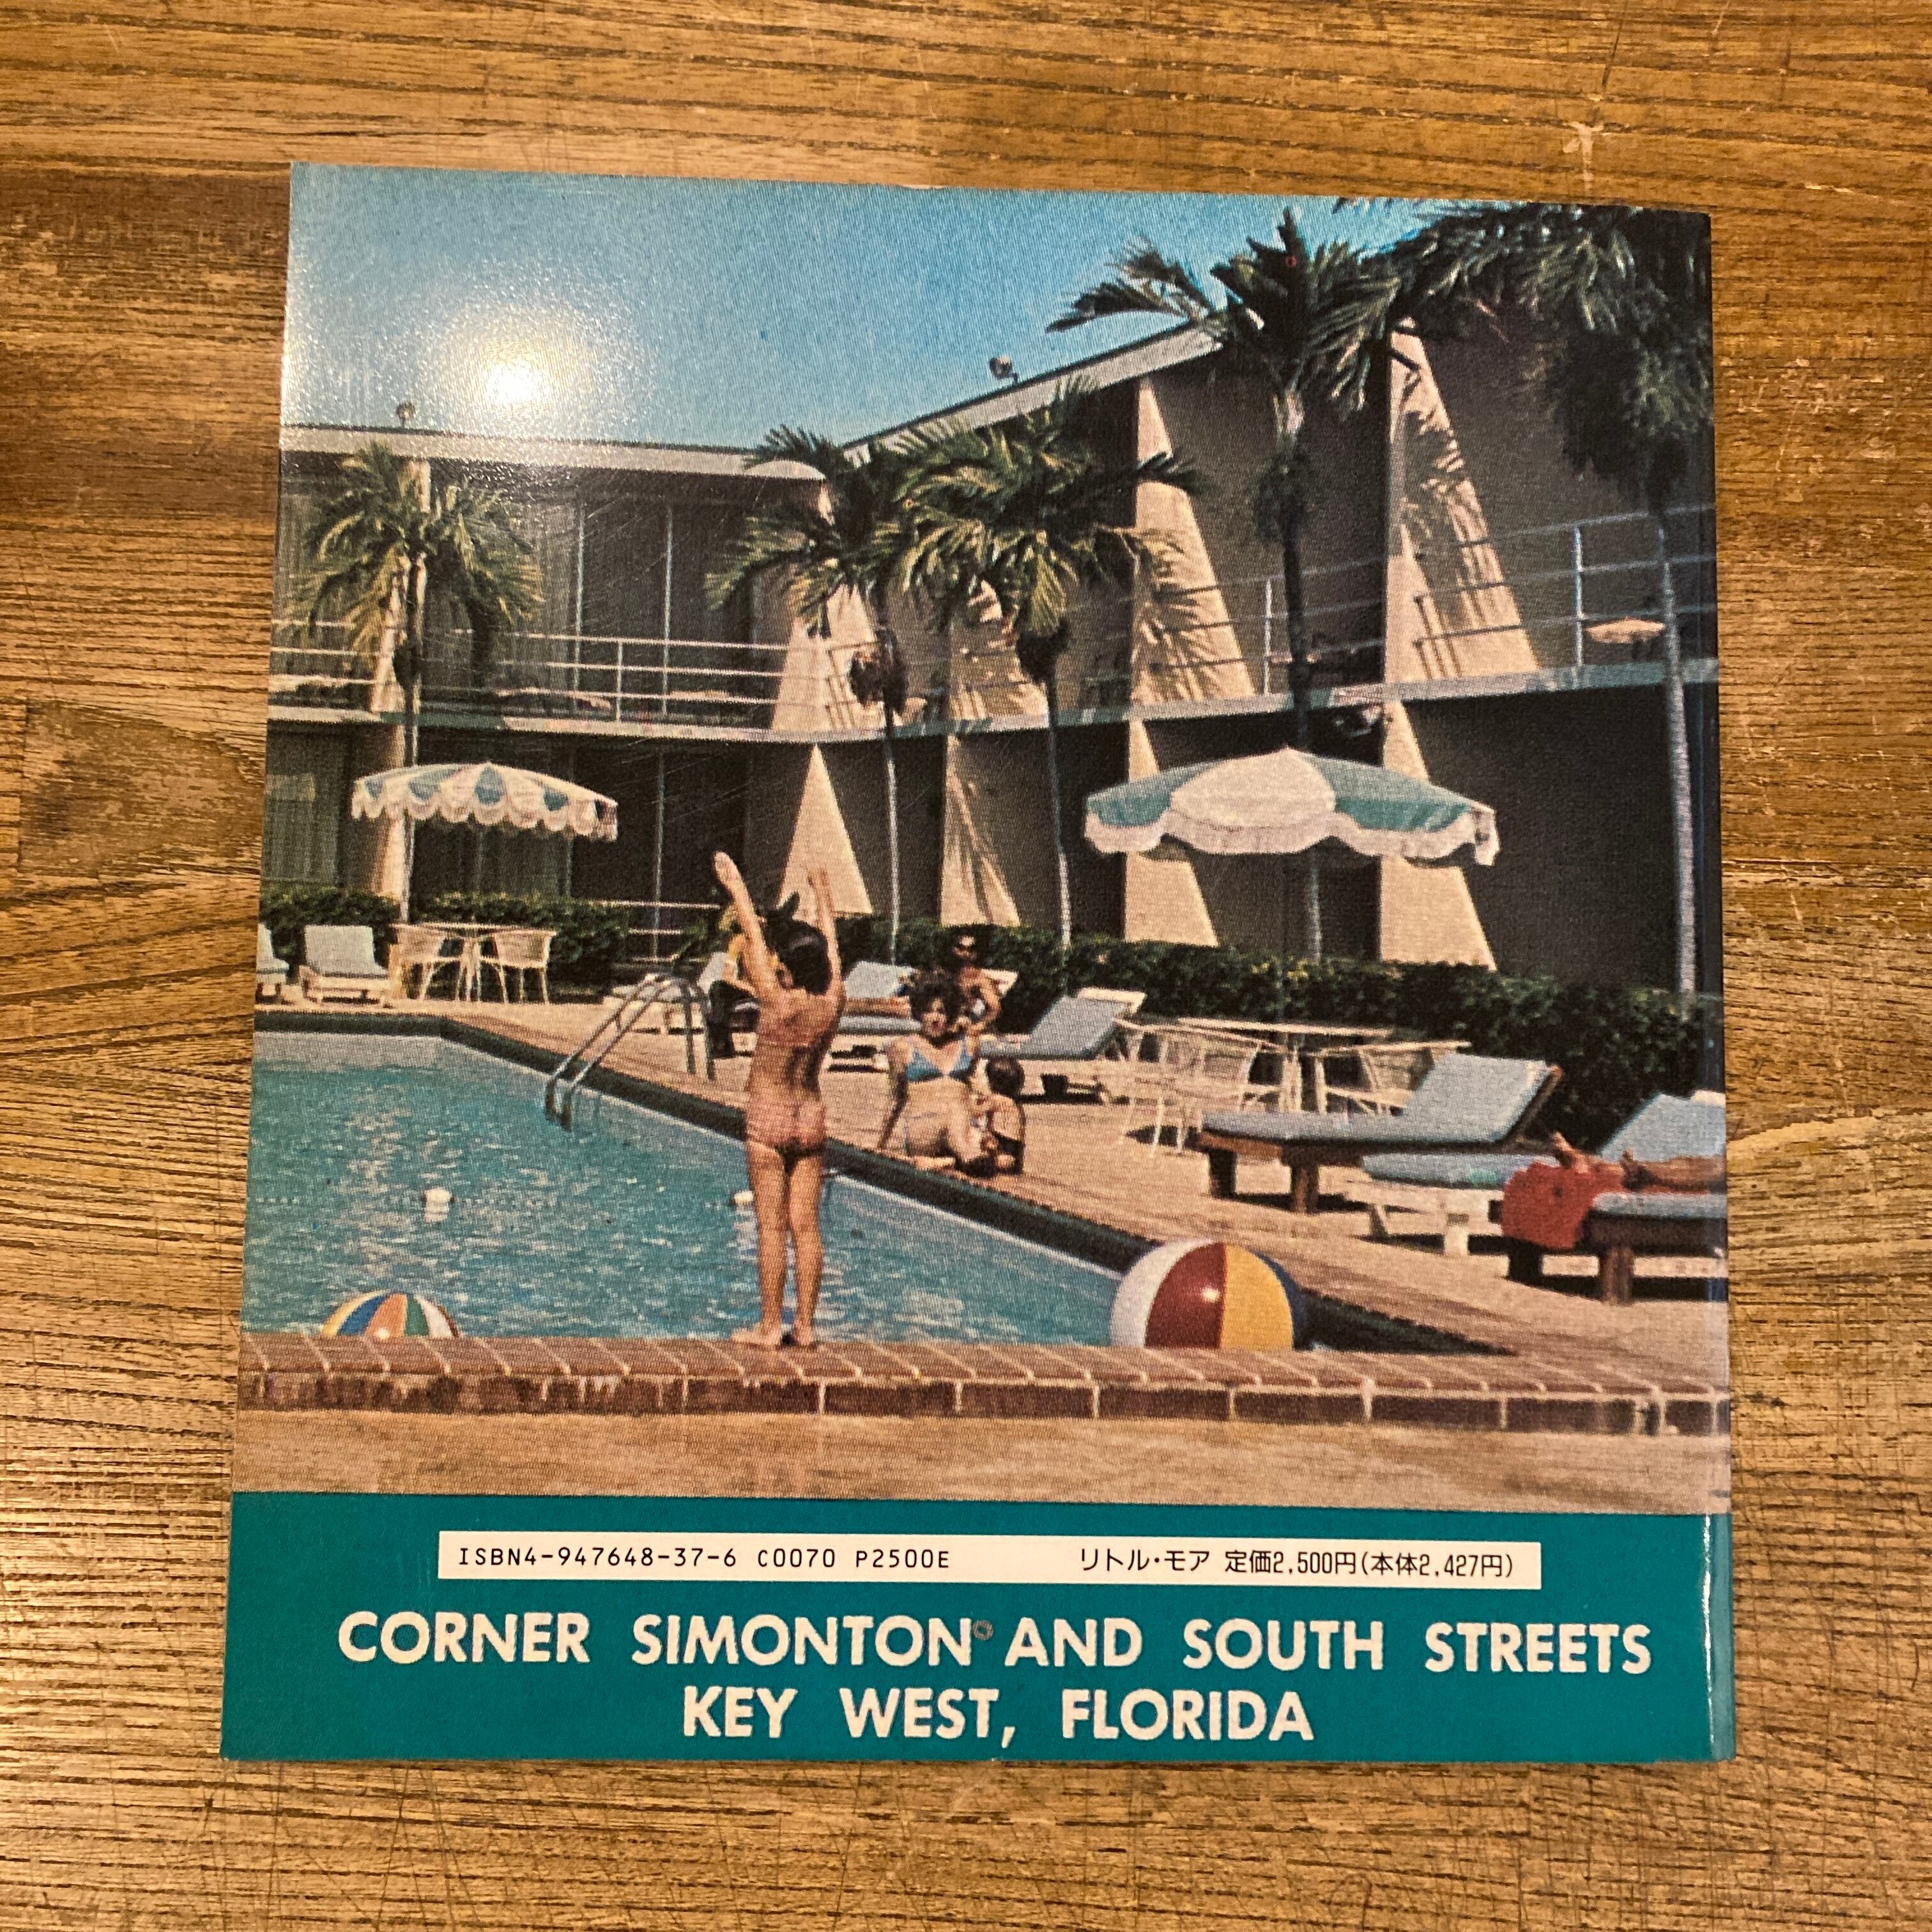 ISBN4-947648-37-6 C0070 P2500E リトル・モア 定価2,500円(本体2,427円)
CORNER SIMONTON AND SOUTH STREETS
KEY WEST, FLORIDA